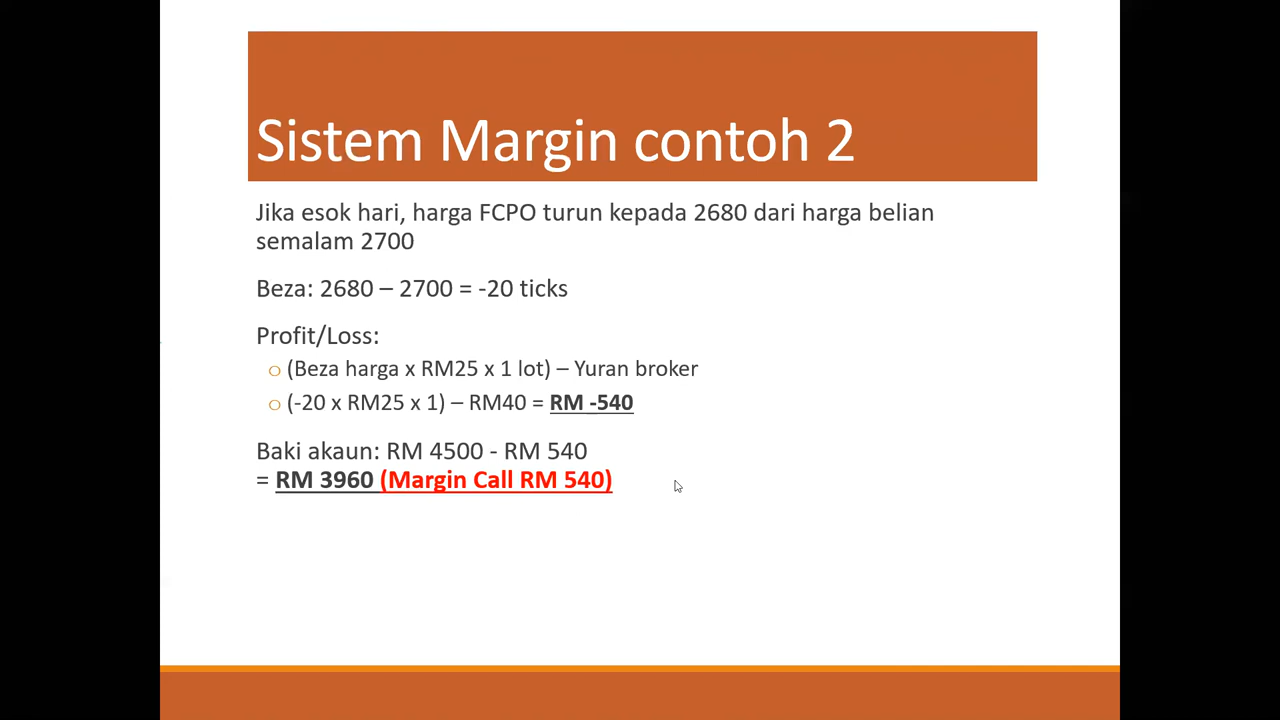 Sistem Margin contoh 2
Jika esok hari, harga FCPO turun kepada 2680 dari harga belian
semalam 2700
Beza: 2680 – 2700 = -20 ticks
Profit/Loss:
(Beza harga x RM25 x 1 lot) – Yuran broker
(-20 x RM25 x 1) – RM40 = RM -540
Baki akaun: RM 4500 - RM 540
= RM 3960 (Margin Call RM 540)